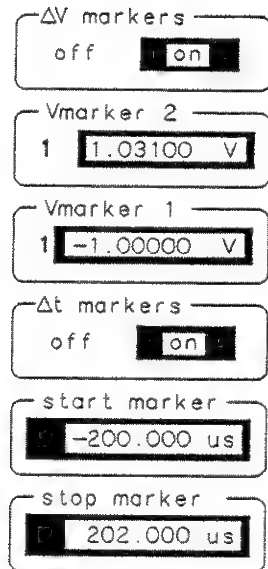 ΔV markers
off on
Vmarker 2
1 1.03100 V
Vmarker 1
1 -1.00000 V
Δt markers
off on
start marker
-200.000 us
stop marker
202.000 us